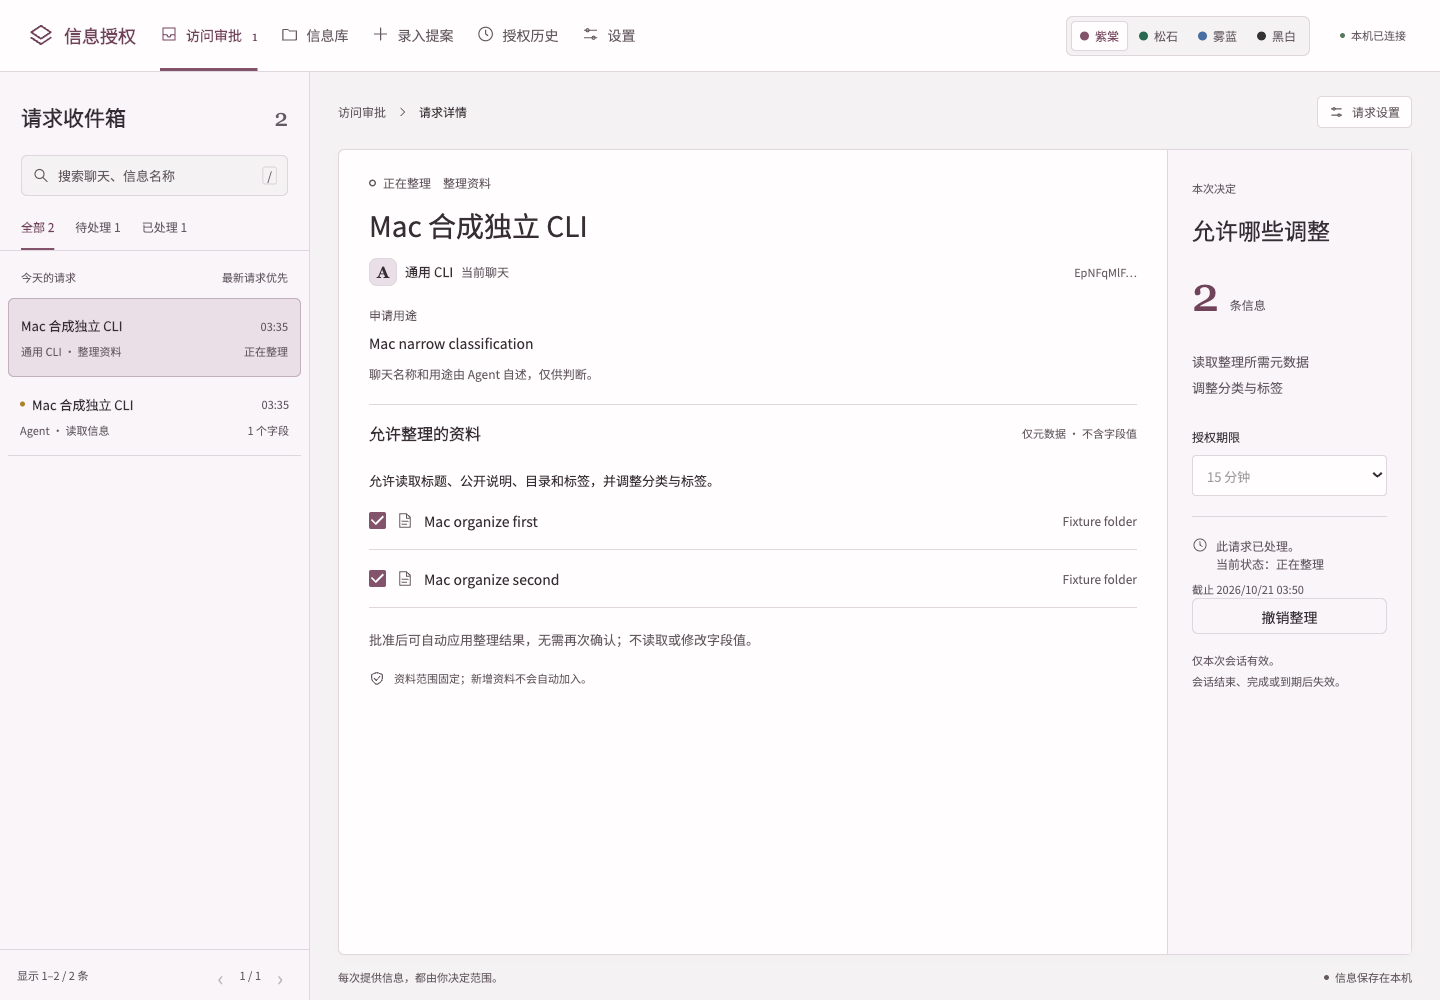 信息授权
访问审批 1
信息库
录入提案
授权历史
设置
紫棠
松石
雾蓝
黑白
本机已连接
请求收件箱 2
搜索聊天、信息名称 /
全部 2 待处理 1 已处理 1
今天的请求 最新请求优先
Mac 合成独立 CLI 03:35
通用 CLI · 整理资料 正在整理
Mac 合成独立 CLI 03:35
Agent · 读取信息 1 个字段
显示 1–2 / 2 条 ‹ 1 / 1 ›
访问审批 > 请求详情
请求设置
正在整理 整理资料
Mac 合成独立 CLI
A 通用 CLI 当前聊天 EpNFqMlF…
申请用途
Mac narrow classification
聊天名称和用途由 Agent 自述，仅供判断。
允许整理的资料 仅元数据 · 不含字段值
允许读取标题、公开说明、目录和标签，并调整分类与标签。
Mac organize first Fixture folder
Mac organize second Fixture folder
批准后可自动应用整理结果，无需再次确认；不读取或修改字段值。
资料范围固定；新增资料不会自动加入。
本次决定
允许哪些调整
2 条信息
读取整理所需元数据
调整分类与标签
授权期限
15 分钟
此请求已处理。
当前状态：正在整理
截止 2026/10/21 03:50
撤销整理
仅本次会话有效。
会话结束、完成或到期后失效。
每次提供信息，都由你决定范围。
信息保存在本机